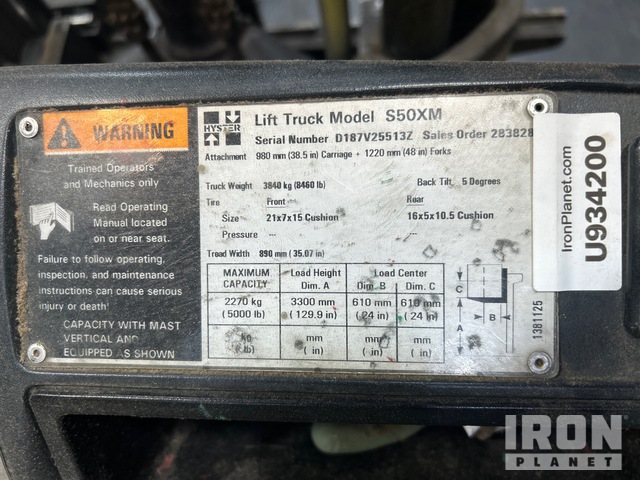 WARNING
Trained Operators
and Mechanics only
Read Operating
Manual located
on or near seat.
Failure to follow operating,
inspection, and maintenance
instructions can cause serious
injury or death!
CAPACITY WITH MAST
VERTICAL AND
EQUIPPED AS SHOWN
HYSTER
Lift Truck Model S50XM
Serial Number D187V25513Z Sales Order 283828
Attachment 980 mm (38.5 in) Carriage + 1220 mm (48 in) Forks
Truck Weight 3840 kg (8460 lb) Back Tilt 5 Degrees
Tire Front Rear
Size 21x7x15 Cushion 16x5x10.5 Cushion
Pressure --- ---
Tread Width 890 mm (35.07 in)
MAXIMUM CAPACITY Load Height Dim. A Load Center Dim. B Dim. C
2270 kg 3300 mm 610 mm 610 mm
(5000 lb) (129.9 in) (24 in) (24 in)
kg mm mm mm
(lb) (in) (in) (in)
C
A
B
1381125
IronPlanet.com
U934200
IRON
PLANET